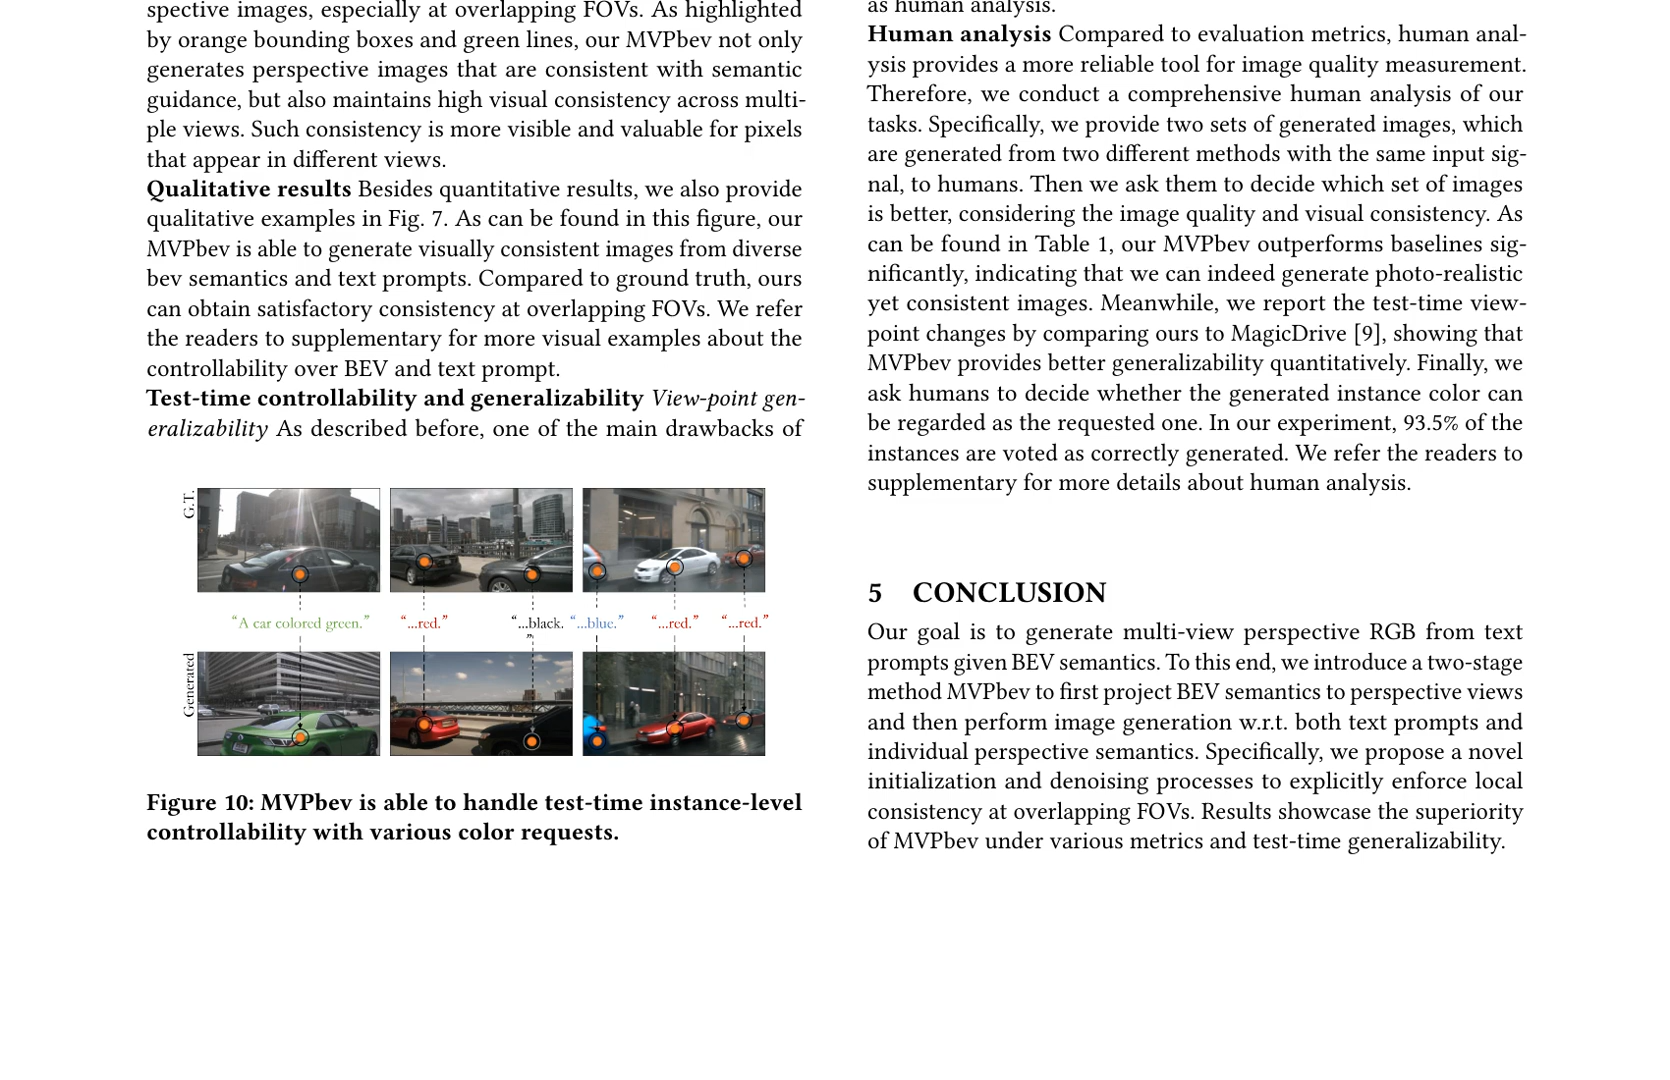 spective images, especially at overlapping FOVs. As highlighted
by orange bounding boxes and green lines, our MVPbev not only
generates perspective images that are consistent with semantic
guidance, but also maintains high visual consistency across multi-
ple views. Such consistency is more visible and valuable for pixels
that appear in different views.
Qualitative results Besides quantitative results, we also provide
qualitative examples in Fig. 7. As can be found in this figure, our
MVPbev is able to generate visually consistent images from diverse
bev semantics and text prompts. Compared to ground truth, ours
can obtain satisfactory consistency at overlapping FOVs. We refer
the readers to supplementary for more visual examples about the
controllability over BEV and text prompt.
Test-time controllability and generalizability View-point gen-
eralizability As described before, one of the main drawbacks of
G.T.
“A car colored green.” “...red.” “...black. “...blue.” “...red.” “...red.”
”
Generated
Figure 10: MVPbev is able to handle test-time instance-level
controllability with various color requests.
as human analysis.
Human analysis Compared to evaluation metrics, human anal-
ysis provides a more reliable tool for image quality measurement.
Therefore, we conduct a comprehensive human analysis of our
tasks. Specifically, we provide two sets of generated images, which
are generated from two different methods with the same input sig-
nal, to humans. Then we ask them to decide which set of images
is better, considering the image quality and visual consistency. As
can be found in Table 1, our MVPbev outperforms baselines sig-
nificantly, indicating that we can indeed generate photo-realistic
yet consistent images. Meanwhile, we report the test-time view-
point changes by comparing ours to MagicDrive [9], showing that
MVPbev provides better generalizability quantitatively. Finally, we
ask humans to decide whether the generated instance color can
be regarded as the requested one. In our experiment, 93.5% of the
instances are voted as correctly generated. We refer the readers to
supplementary for more details about human analysis.
5 CONCLUSION
Our goal is to generate multi-view perspective RGB from text
prompts given BEV semantics. To this end, we introduce a two-stage
method MVPbev to first project BEV semantics to perspective views
and then perform image generation w.r.t. both text prompts and
individual perspective semantics. Specifically, we propose a novel
initialization and denoising processes to explicitly enforce local
consistency at overlapping FOVs. Results showcase the superiority
of MVPbev under various metrics and test-time generalizability.